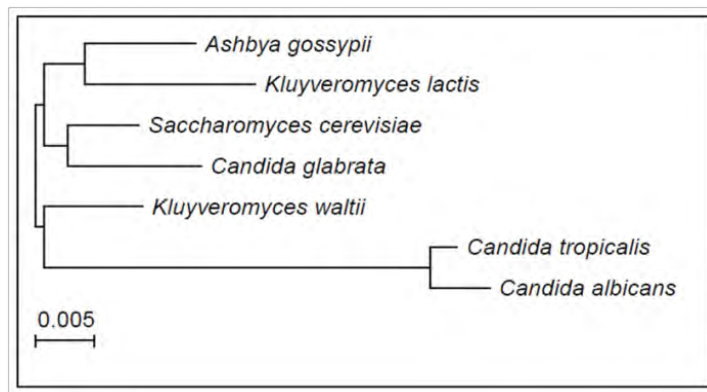 Ashbya gossypii
Kluyveromyces lactis
Saccharomyces cerevisiae
Candida glabrata
Kluyveromyces waltii
Candida tropicalis
Candida albicans
0.005